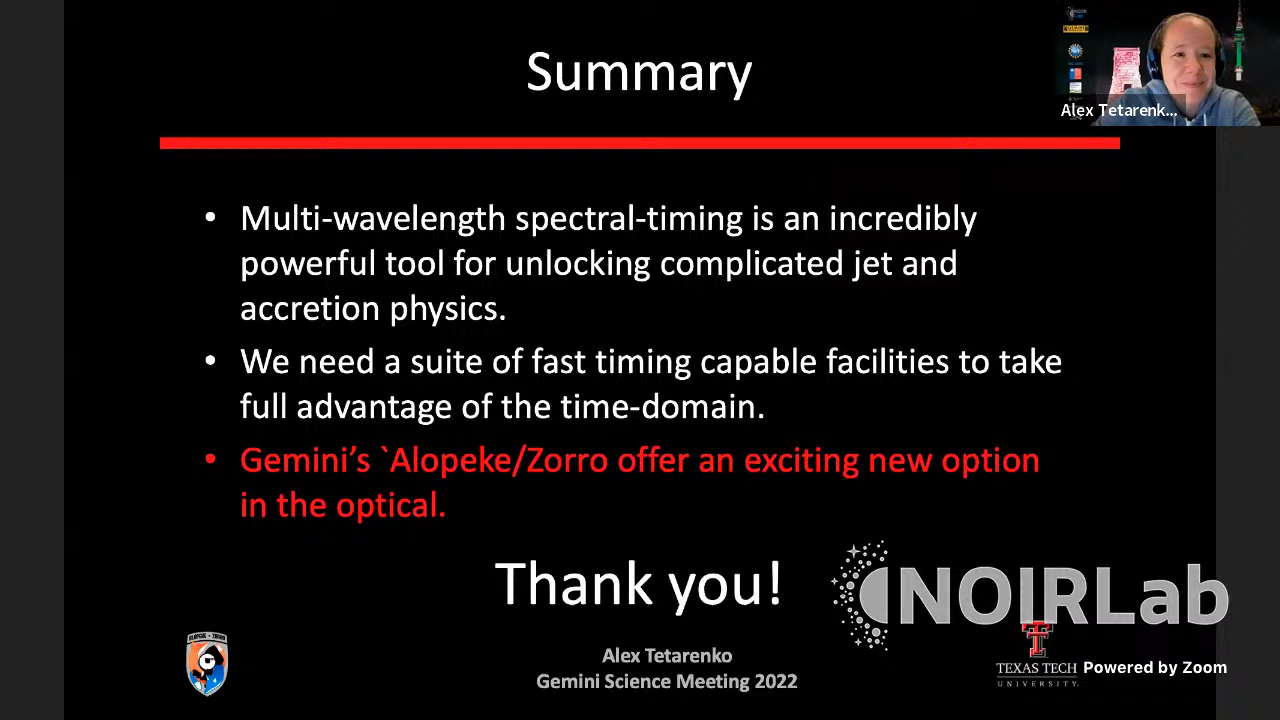 Summary
Alex Tetarenk...
• Multi-wavelength spectral-timing is an incredibly
powerful tool for unlocking complicated jet and
accretion physics.
• We need a suite of fast timing capable facilities to take
full advantage of the time-domain.
• Gemini’s `Alopeke/Zorro offer an exciting new option
in the optical.
Thank you!
NOIRLab
Alex Tetarenko
Gemini Science Meeting 2022
TEXAS TECH
UNIVERSITY.
Powered by Zoom